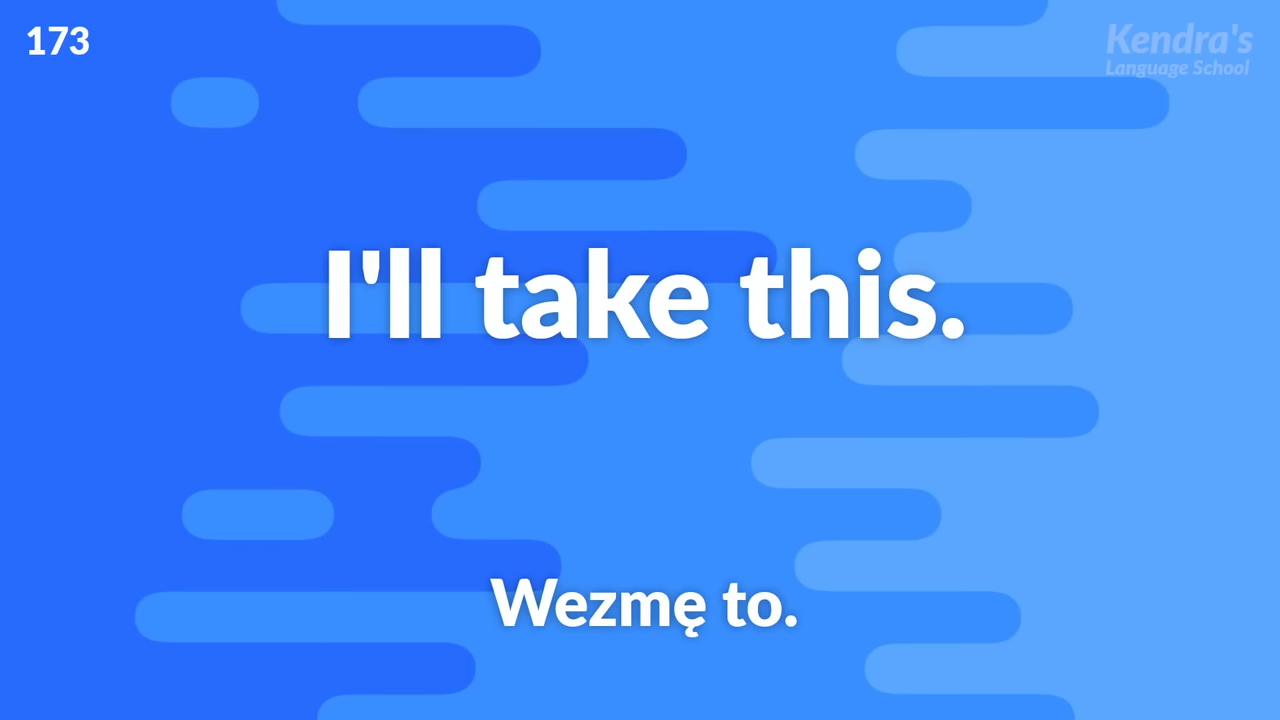 173
Kendra's
Language School
I'll take this.
Wezmę to.